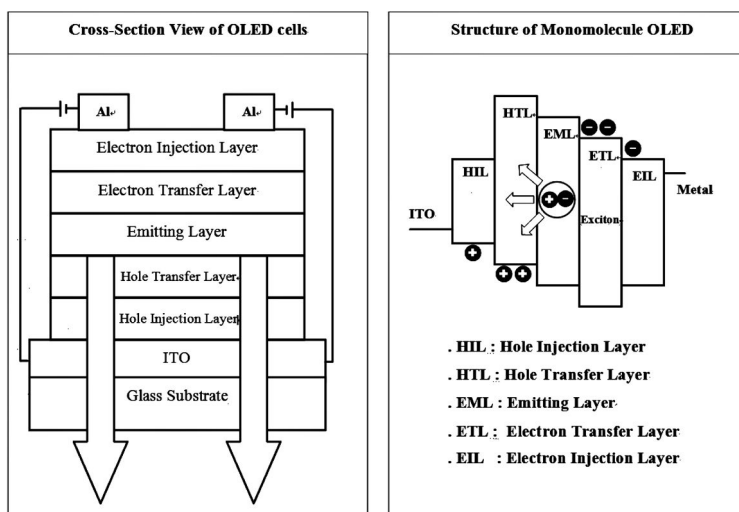 Cross-Section View of OLED cells
Al
Al
Electron Injection Layer
Electron Transfer Layer
Emitting Layer
Hole Transfer Layer
Hole Injection Layer
ITO
Glass Substrate
Structure of Monomolecule OLED
HTL
EML
ETL
HIL
EIL
Metal
ITO
Exciton
. HIL : Hole Injection Layer
. HTL : Hole Transfer Layer
. EML : Emitting Layer
. ETL : Electron Transfer Layer
. EIL : Electron Injection Layer